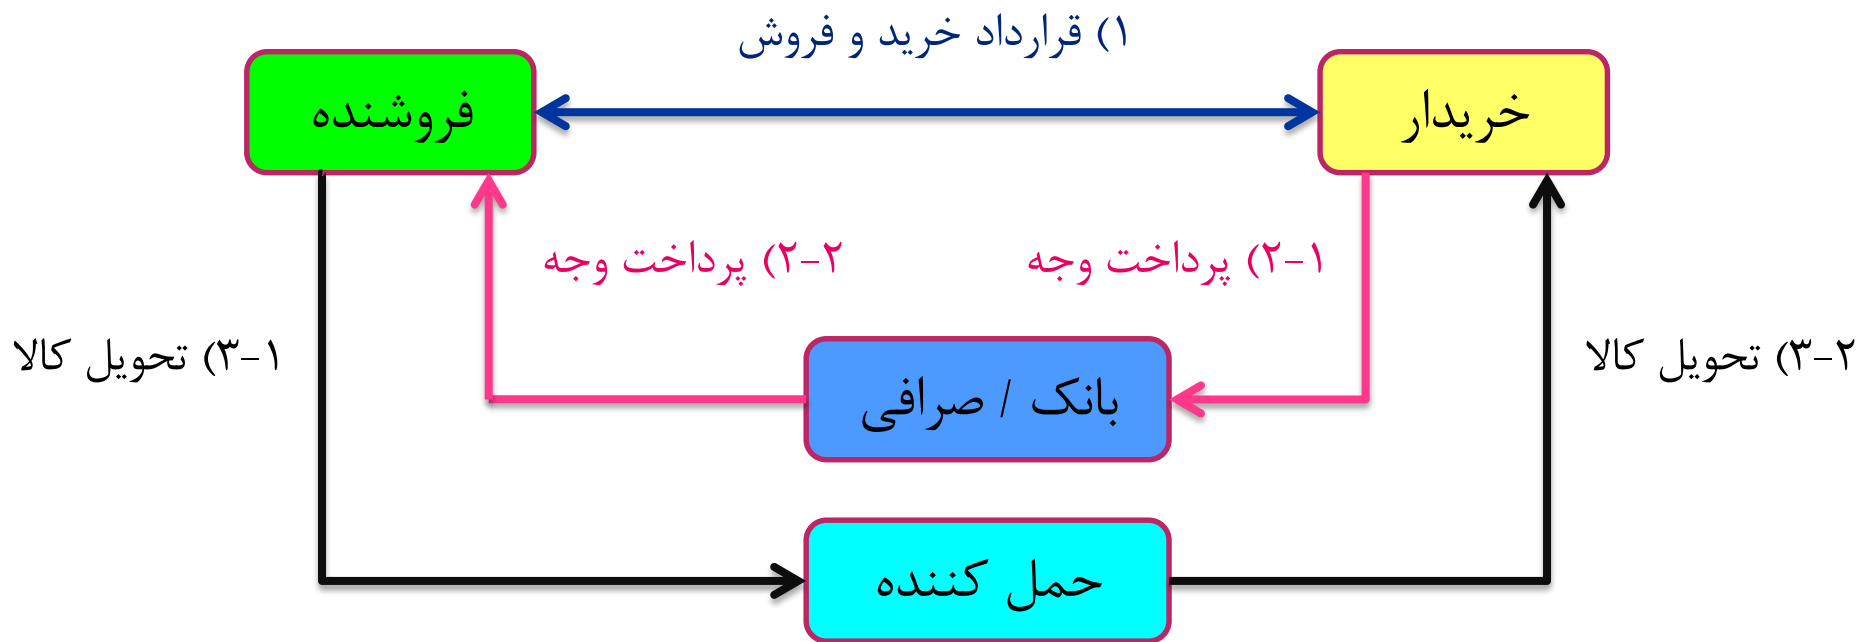 ۱) قرارداد خرید و فروش
خریدار
فروشنده
۲-۱) پرداخت وجه
۲-۲) پرداخت وجه
۳-۲) تحویل کالا
۳-۱) تحویل کالا
بانک / صرافی
حمل کننده